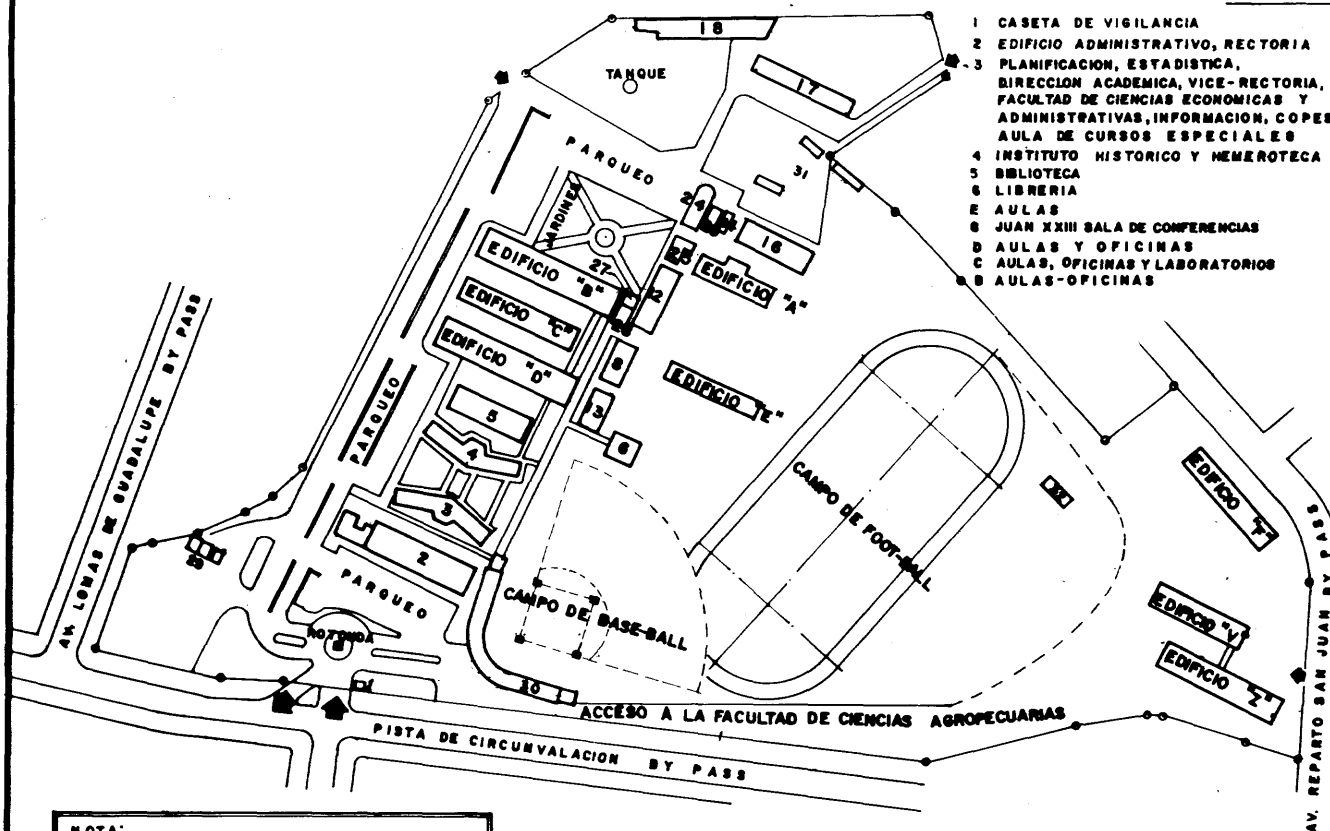 1 CASETA DE VIGILANCIA
2 EDIFICIO ADMINISTRATIVO, RECTORIA
3 PLANIFICACION, ESTADISTICA,
DIRECCION ACADEMICA, VICE-RECTORIA,
FACULTAD DE CIENCIAS ECONOMICAS Y
ADMINISTRATIVAS, INFORMACION, COPES
AULA DE CURSOS ESPECIALES
4 INSTITUTO HISTORICO Y HEMEROTECA
5 BIBLIOTECA
6 LIBRERIA
E AULAS
8 JUAN XXIII SALA DE CONFERENCIAS
D AULAS Y OFICINAS
C AULAS, OFICINAS Y LABORATORIOS
B AULAS-OFICINAS
18
TANQUE
17
PARQUEO
31
24
JARDINES
16
25
EDIFICIO "A"
27
EDIFICIO "B"
EDIFICIO "C"
EDIFICIO "D"
8
EDIFICIO "E"
PARQUEO
5
13
6
4
3
2
CAMPO DE FOOT-BALL
EDIFICIO "F"
AV. LOMAS DE GUADALUPE BY PASS
PARQUEO
CAMPO DE BASE-BALL
EDIFICIO "V"
EDIFICIO "Z"
ROTONDA
1
ACCESO A LA FACULTAD DE CIENCIAS AGROPECUARIAS
PISTA DE CIRCUNVALACION BY PASS
AV. REPARTO SAN JUAN BY PASS
NOTA: